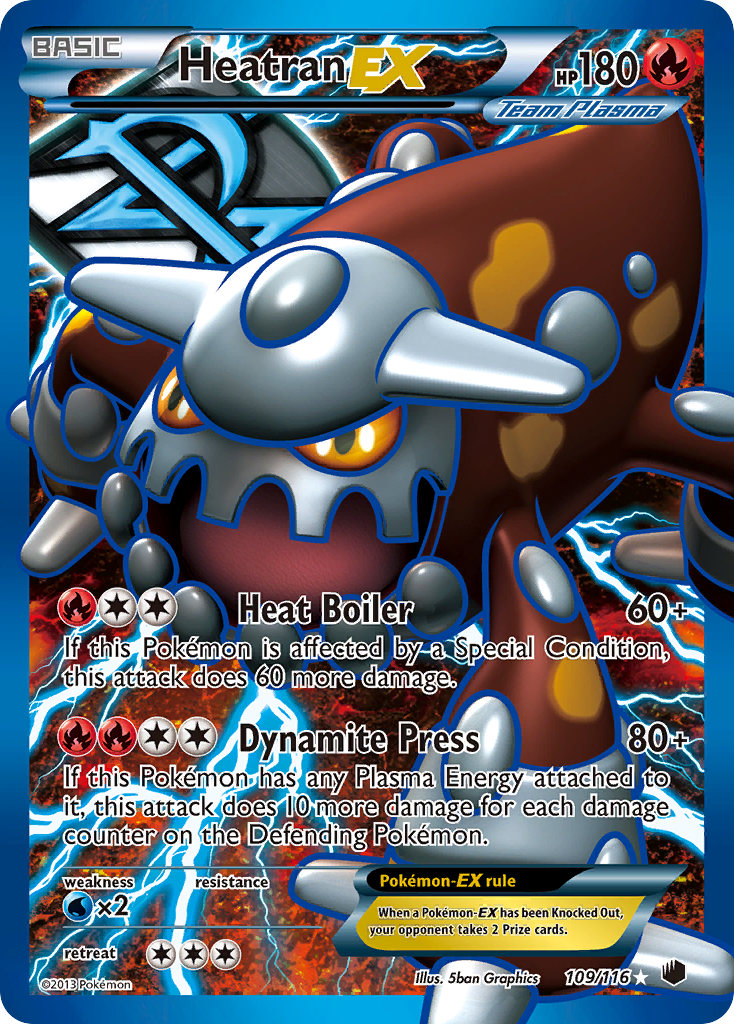 BASIC
Heatran EX
HP180
Team Plasma
Heat Boiler 60+
If this Pokémon is affected by a Special Condition,
this attack does 60 more damage.
Dynamite Press 80+
If this Pokémon has any Plasma Energy attached to
it, this attack does 10 more damage for each damage
counter on the Defending Pokémon.
weakness resistance
×2
Pokémon-EX rule
When a Pokémon-EX has been Knocked Out,
your opponent takes 2 Prize cards.
retreat
©2013 Pokémon
Illus. 5ban Graphics 109/116